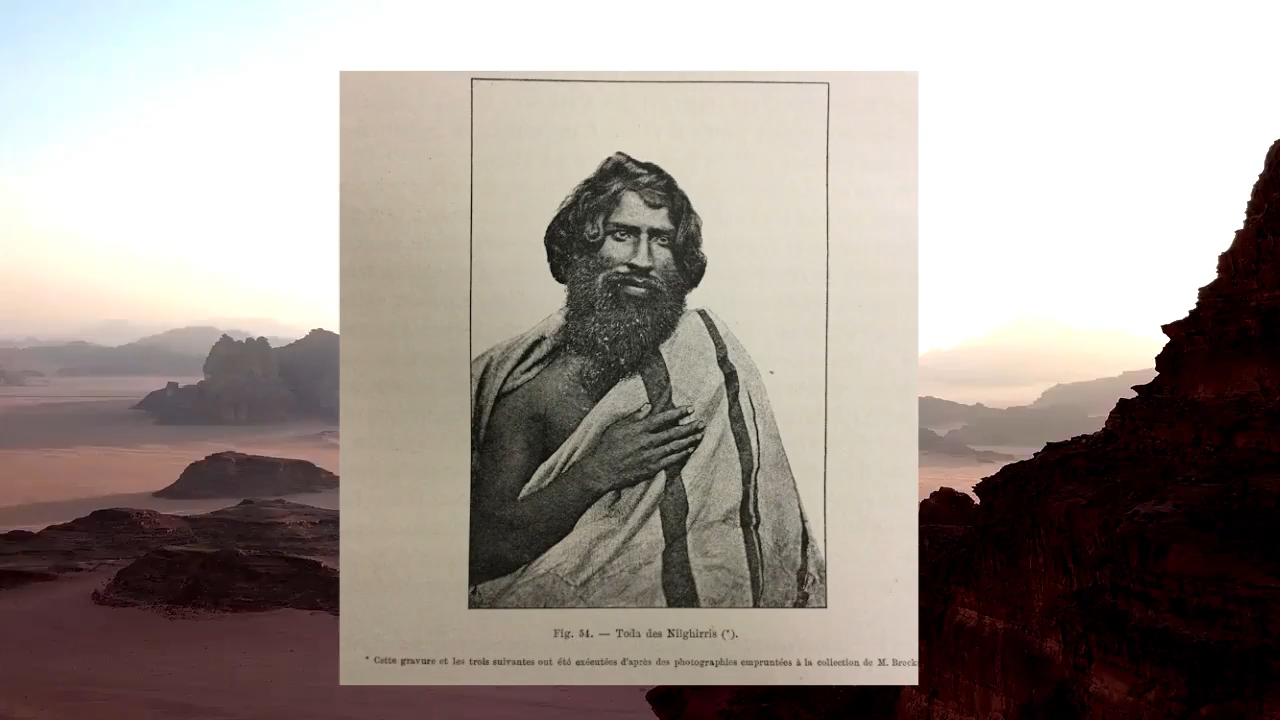 Fig. 54. — Toda des Nilghirris (*).
* Cette gravure et les trois suivantes ont été exécutées d'après des photographies empruntées à la collection de M.